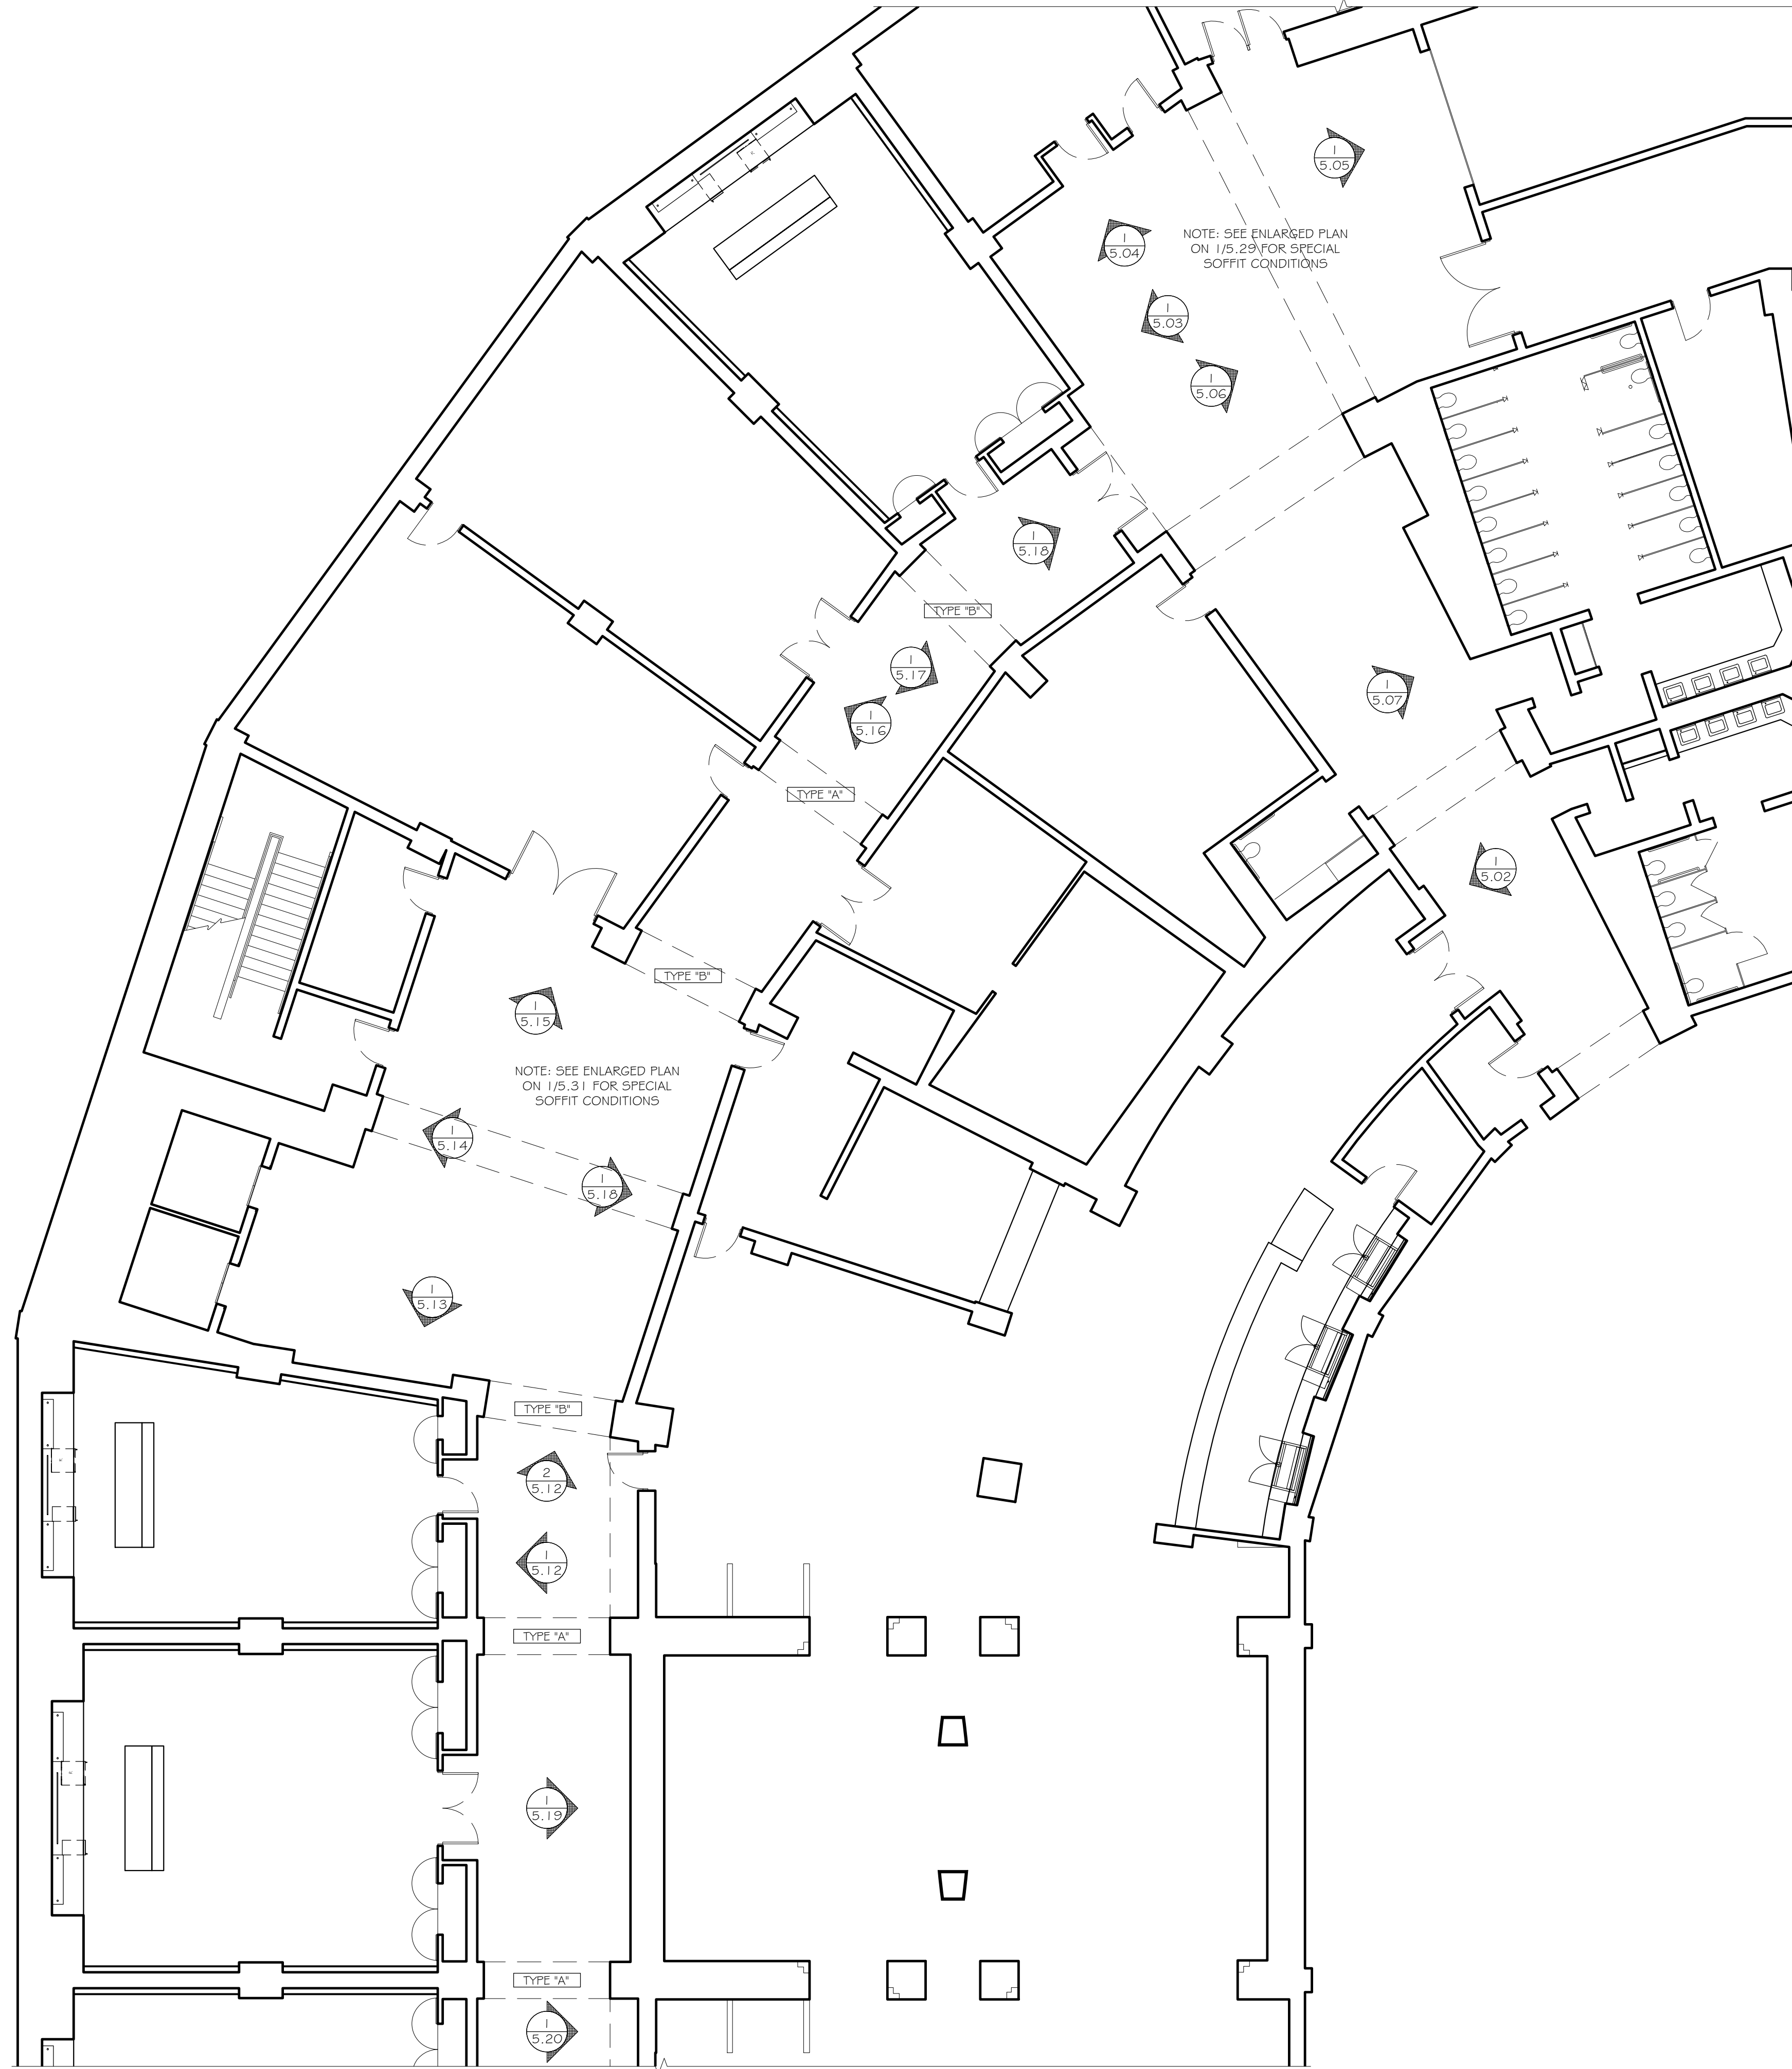 1
5.05
1
5.04
NOTE: SEE ENLARGED PLAN
ON 1/5.29 FOR SPECIAL
SOFFIT CONDITIONS
1
5.03
1
5.06
1
5.18
TYPE "B"
1
5.17
1
5.07
1
5.16
TYPE "A"
1
5.02
TYPE "B"
1
5.15
NOTE: SEE ENLARGED PLAN
ON 1/5.31 FOR SPECIAL
SOFFIT CONDITIONS
1
5.14
1
5.18
1
5.13
TYPE "B"
2
5.12
1
5.12
TYPE "A"
1
5.19
TYPE "A"
1
5.20